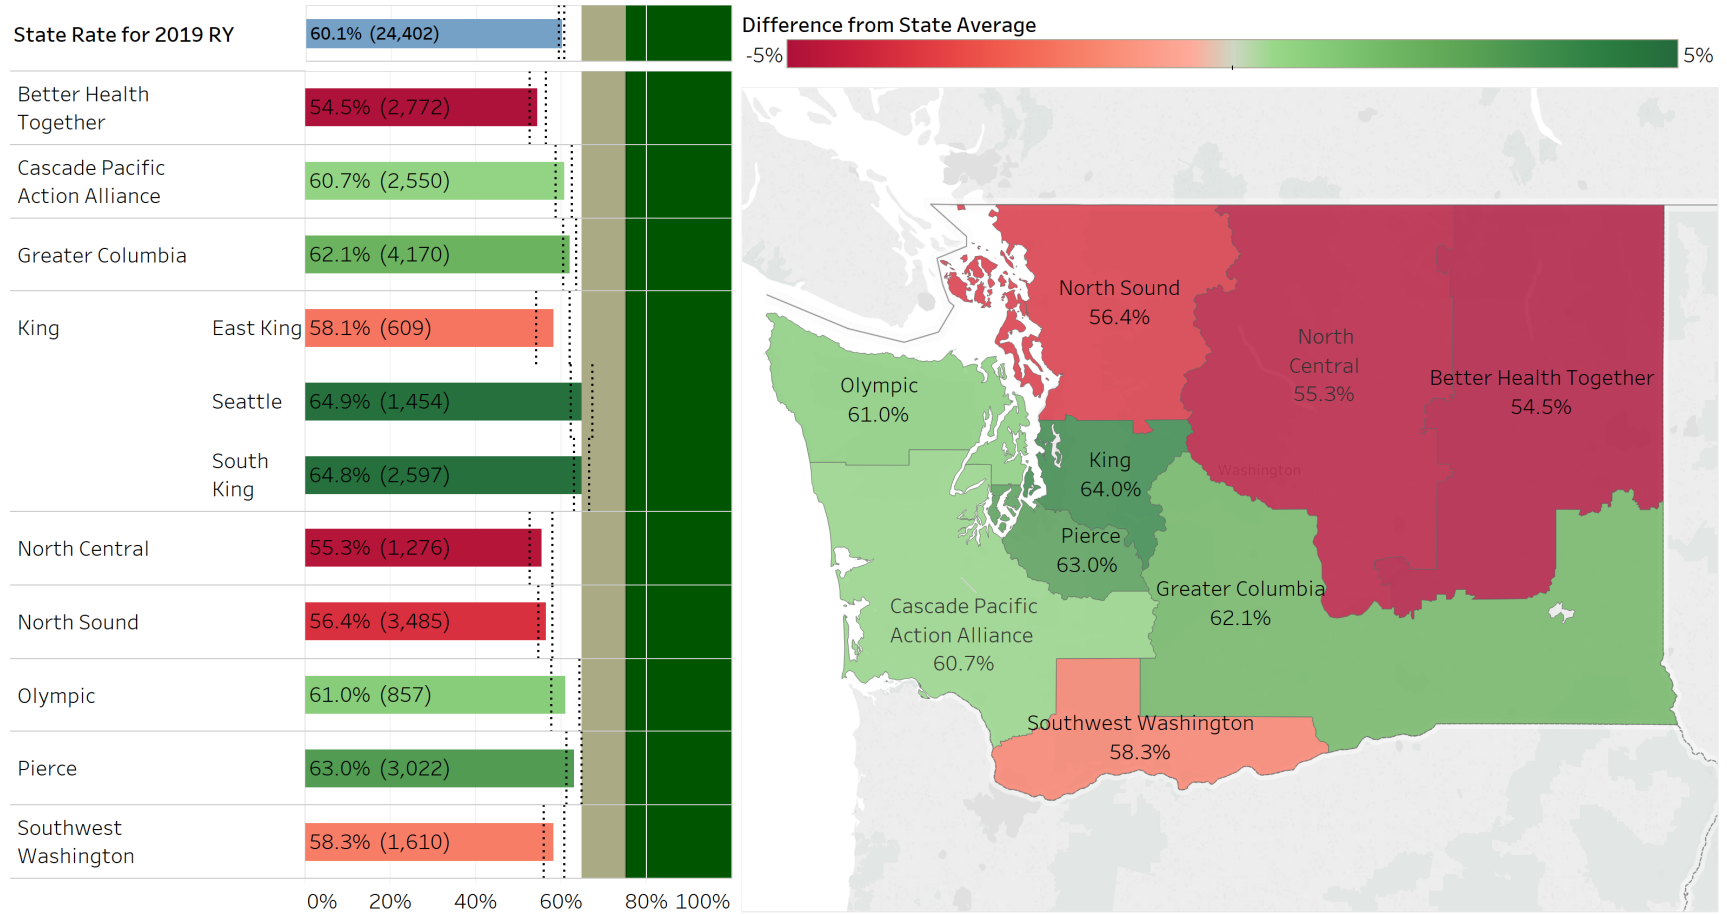 State Rate for 2019 RY
60.1% (24,402)
Better Health
Together
54.5% (2,772)
Cascade Pacific
Action Alliance
60.7% (2,550)
Greater Columbia
62.1% (4,170)
King
East King
58.1% (609)
Seattle
64.9% (1,454)
South
King
64.8% (2,597)
North Central
55.3% (1,276)
North Sound
56.4% (3,485)
Olympic
61.0% (857)
Pierce
63.0% (3,022)
Southwest
Washington
58.3% (1,610)
0% 20% 40% 60% 80% 100%
Difference from State Average
-5% 5%
North Sound
56.4%
North
Central
55.3%
Better Health Together
54.5%
Olympic
61.0%
King
64.0%
Washington
Pierce
63.0%
Greater Columbia
62.1%
Cascade Pacific
Action Alliance
60.7%
Southwest Washington
58.3%